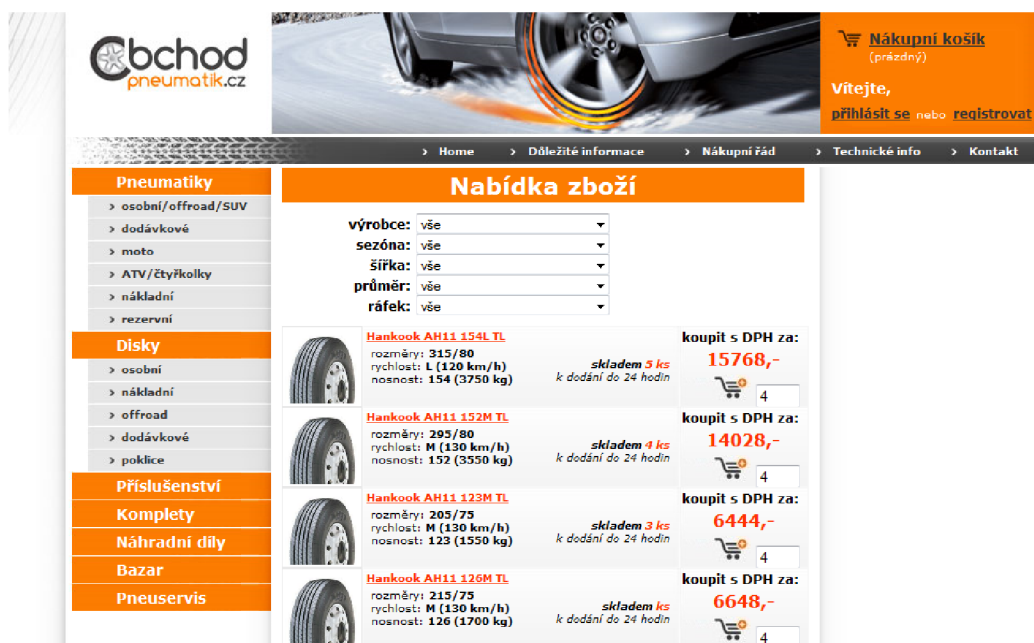 Obchod
pneumatik.cz
Nákupní košík
(prázdný)
Vítejte,
přihlásit se nebo registrovat
› Home › Důležité informace › Nákupní řád › Technické info › Kontakt
Pneumatiky
› osobní/offroad/SUV
› dodávkové
› moto
› ATV/čtyřkolky
› nákladní
› rezervní
Disky
› osobní
› nákladní
› offroad
› dodávkové
› poklice
Příslušenství
Komplety
Náhradní díly
Bazar
Pneuservis
Nabídka zboží
výrobce: vše
sezóna: vše
šířka: vše
průměr: vše
ráfek: vše
Hankook AH11 154L TL
rozměry: 315/80
rychlost: L (120 km/h)
nosnost: 154 (3750 kg)
skladem 5 ks
k dodání do 24 hodin
koupit s DPH za:
15768,-
4
Hankook AH11 152M TL
rozměry: 295/80
rychlost: M (130 km/h)
nosnost: 152 (3550 kg)
skladem 4 ks
k dodání do 24 hodin
koupit s DPH za:
14028,-
4
Hankook AH11 123M TL
rozměry: 205/75
rychlost: M (130 km/h)
nosnost: 123 (1550 kg)
skladem 3 ks
k dodání do 24 hodin
koupit s DPH za:
6444,-
4
Hankook AH11 126M TL
rozměry: 215/75
rychlost: M (130 km/h)
nosnost: 126 (1700 kg)
skladem ks
k dodání do 24 hodin
koupit s DPH za:
6648,-
4